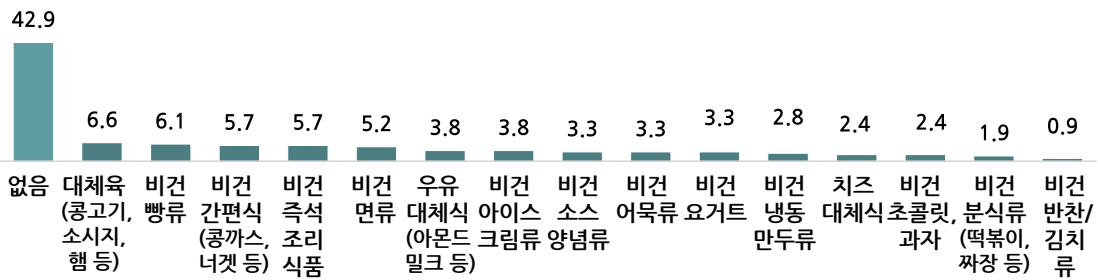 42.9
6.6
6.1
5.7
5.7
5.2
3.8
3.8
3.3
3.3
3.3
2.8
2.4
2.4
1.9
0.9
없음
대체육
(콩고기,
소시지,
햄 등)
비건
빵류
비건
간편식
(콩까스,
너겟 등)
비건
즉석
조리
식품
비건
면류
우유
대체식
(아몬드
밀크 등)
비건
아이스
크림류
비건
소스
양념류
비건
어묵류
비건
요거트
비건
냉동
만두류
치즈
대체식
비건
초콜릿,
과자
비건
분식류
(떡볶이,
짜장 등)
비건
반찬/
김치
류